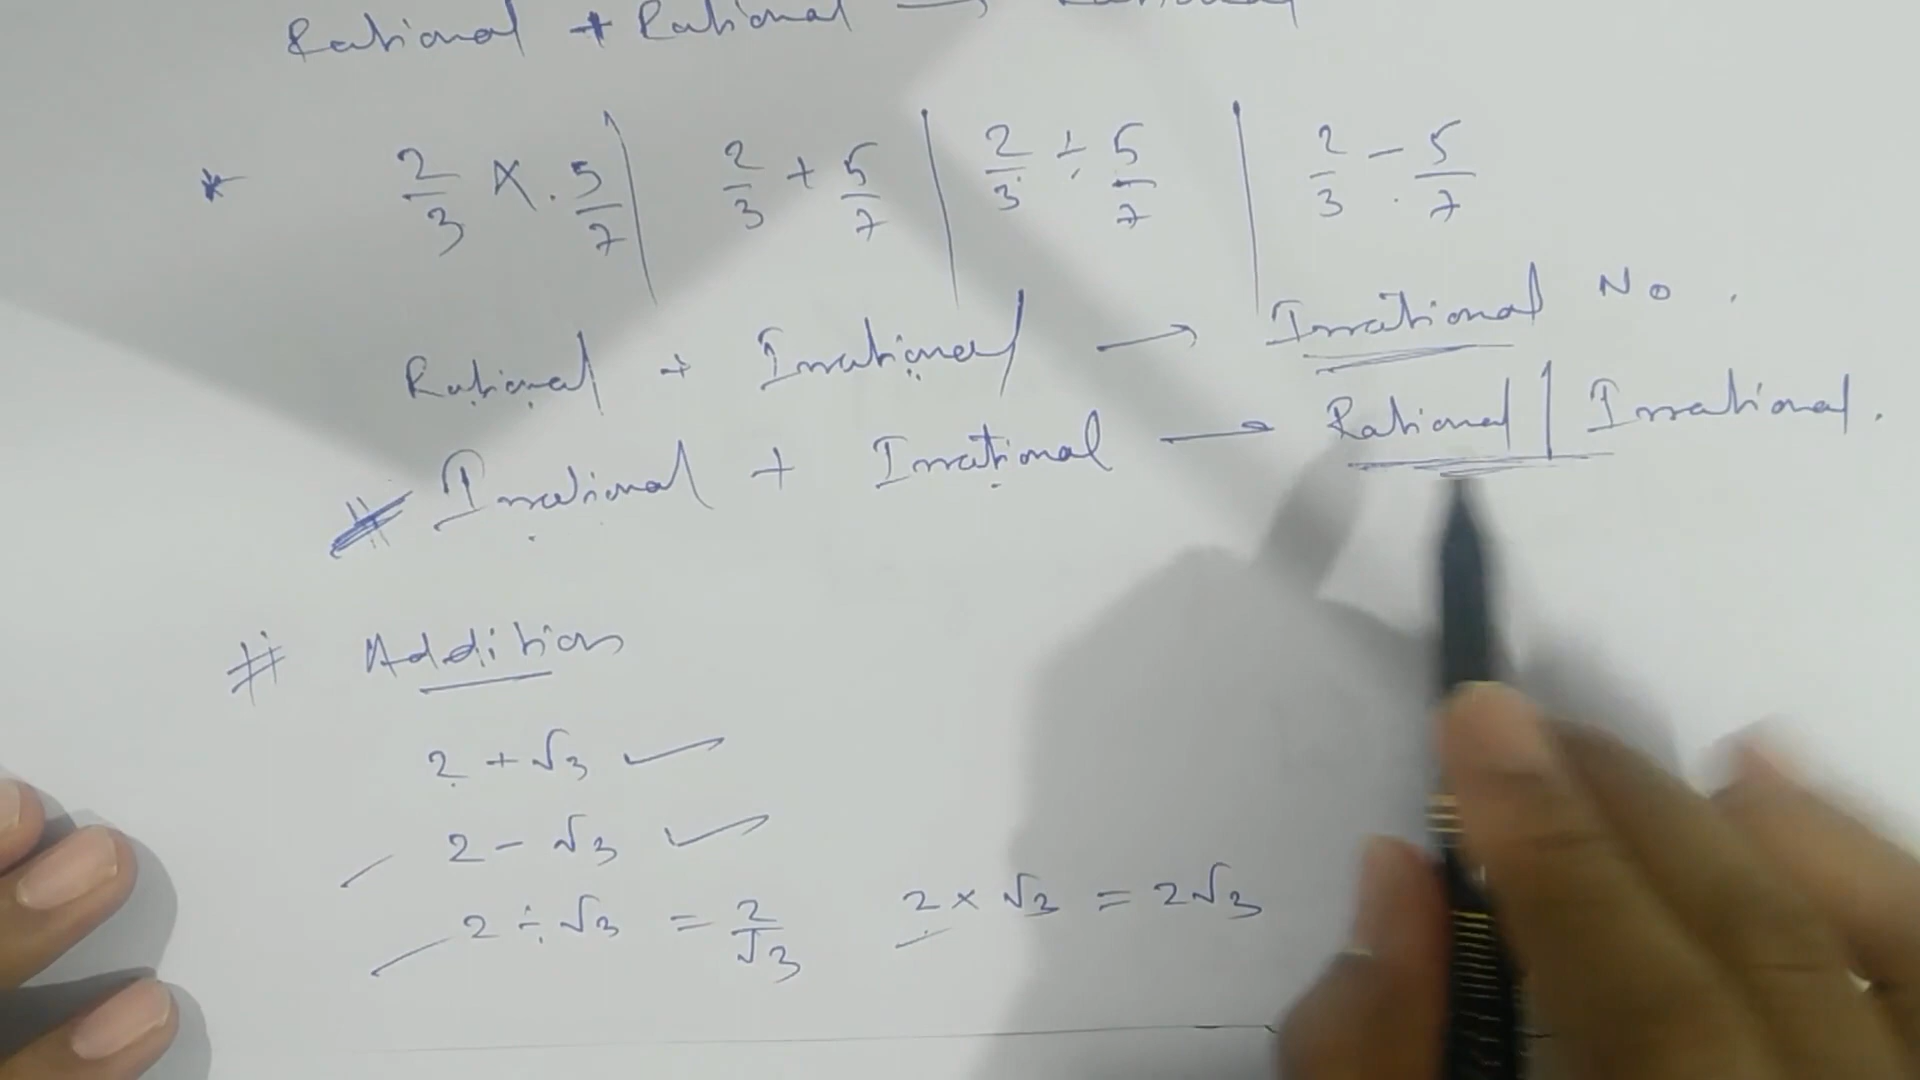 Rational + Rational →
* 2/3 × 5/7 | 2/3 + 5/7 | 2/3 ÷ 5/7 | 2/3 - 5/7
Rational + Irrational → Irrational No.
# Irrational + Irrational → Rational | Irrational.
# Addition
2 + √3 ✓
2 - √3 ✓
2 ÷ √3 = 2/√3
2 × √3 = 2√3